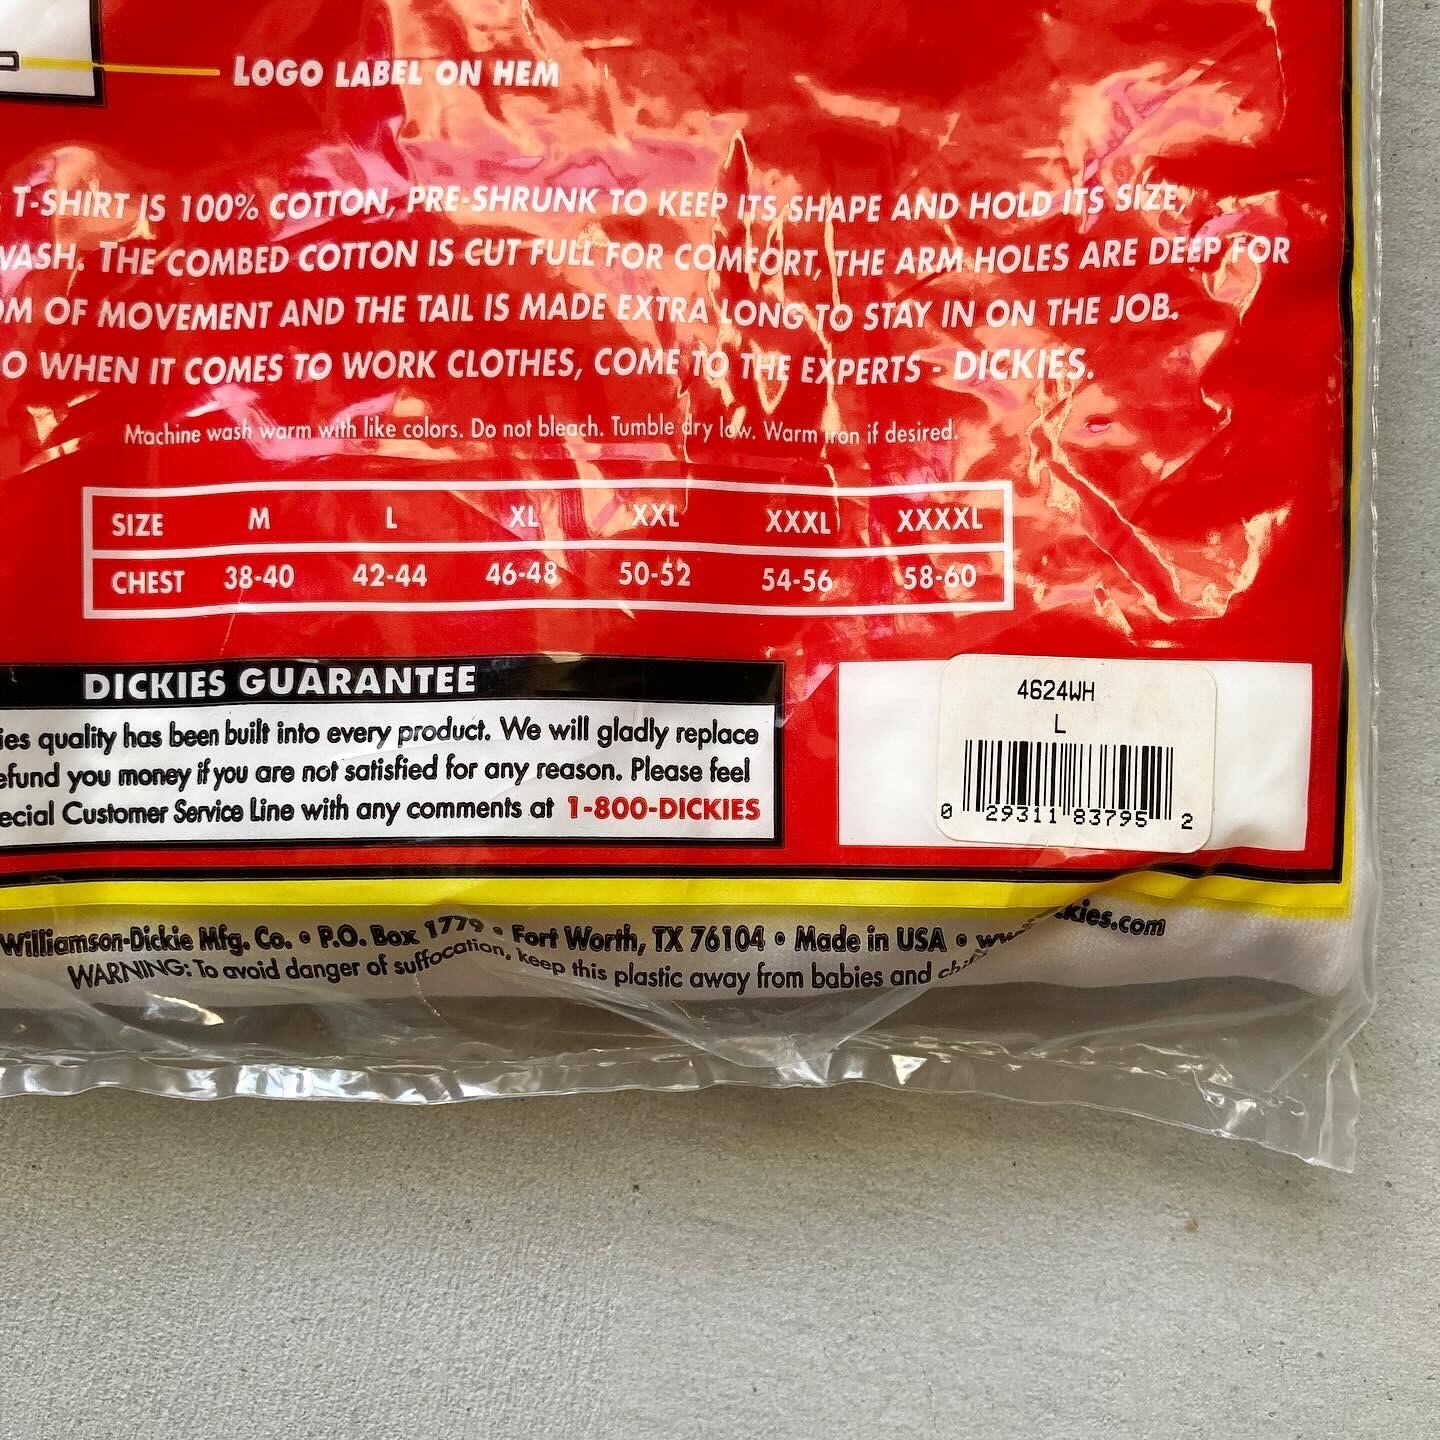 LOGO LABEL ON HEM
T-SHIRT IS 100% COTTON, PRE-SHRUNK TO KEEP ITS SHAPE AND HOLD ITS SIZE,
WASH. THE COMBED COTTON IS CUT FULL FOR COMFORT, THE ARM HOLES ARE DEEP FOR
OM OF MOVEMENT AND THE TAIL IS MADE EXTRA LONG TO STAY IN ON THE JOB.
O WHEN IT COMES TO WORK CLOTHES, COME TO THE EXPERTS - DICKIES.
Machine wash warm with like colors. Do not bleach. Tumble dry low. Warm iron if desired.
SIZE M L XL XXL XXXL XXXXL
CHEST 38-40 42-44 46-48 50-52 54-56 58-60
DICKIES GUARANTEE
ies quality has been built into every product. We will gladly replace
efund you money if you are not satisfied for any reason. Please feel
ecial Customer Service Line with any comments at 1-800-DICKIES
4624WH
L
0 29311 83795 2
Williamson-Dickie Mfg. Co. • P.O. Box 1779 • Fort Worth, TX 76104 • Made in USA • kies.com
WARNING: To avoid danger of suffocation, keep this plastic away from babies and